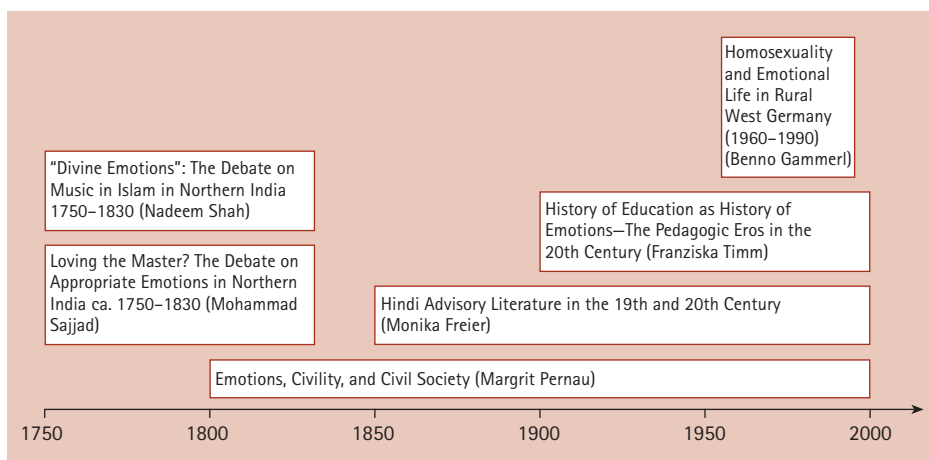 Homosexuality
and Emotional
Life in Rural
West Germany
(1960–1990)
(Benno Gammerl)
"Divine Emotions": The Debate on
Music in Islam in Northern India
1750–1830 (Nadeem Shah)
History of Education as History of
Emotions—The Pedagogic Eros in the
20th Century (Franziska Timm)
Loving the Master? The Debate on
Appropriate Emotions in Northern
India ca. 1750–1830 (Mohammad
Sajjad)
Hindi Advisory Literature in the 19th and 20th Century
(Monika Freier)
Emotions, Civility, and Civil Society (Margrit Pernau)
1750 1800 1850 1900 1950 2000